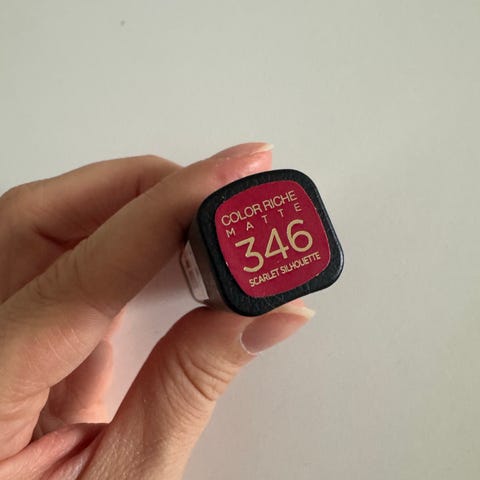 COLOR RICHE
MATTE
346
SCARLET SILHOUETTE